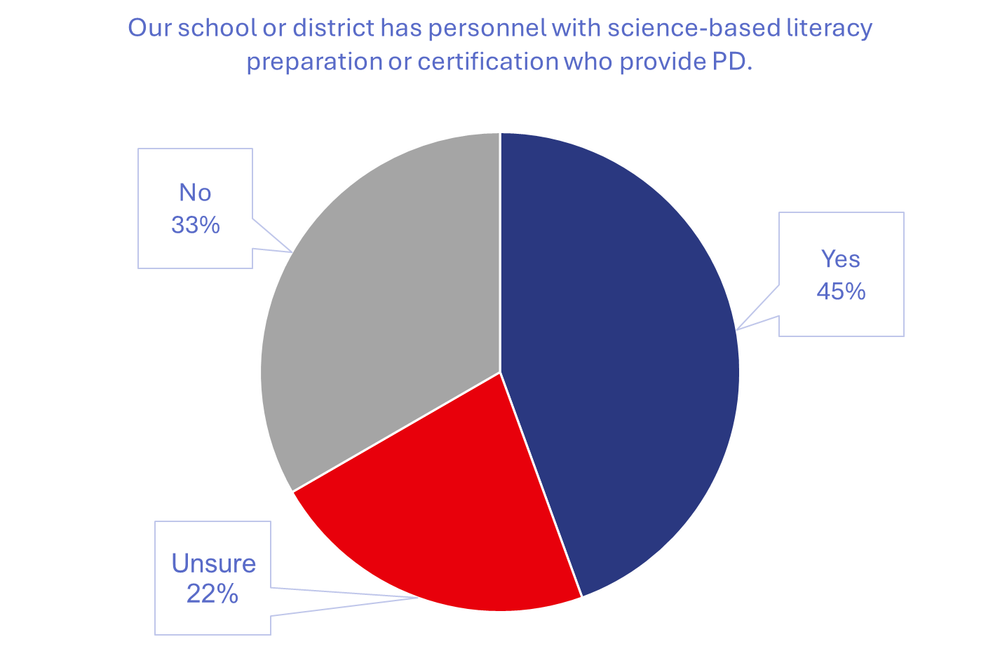 Our school or district has personnel with science-based literacy
preparation or certification who provide PD.
No
33%
Yes
45%
Unsure
22%